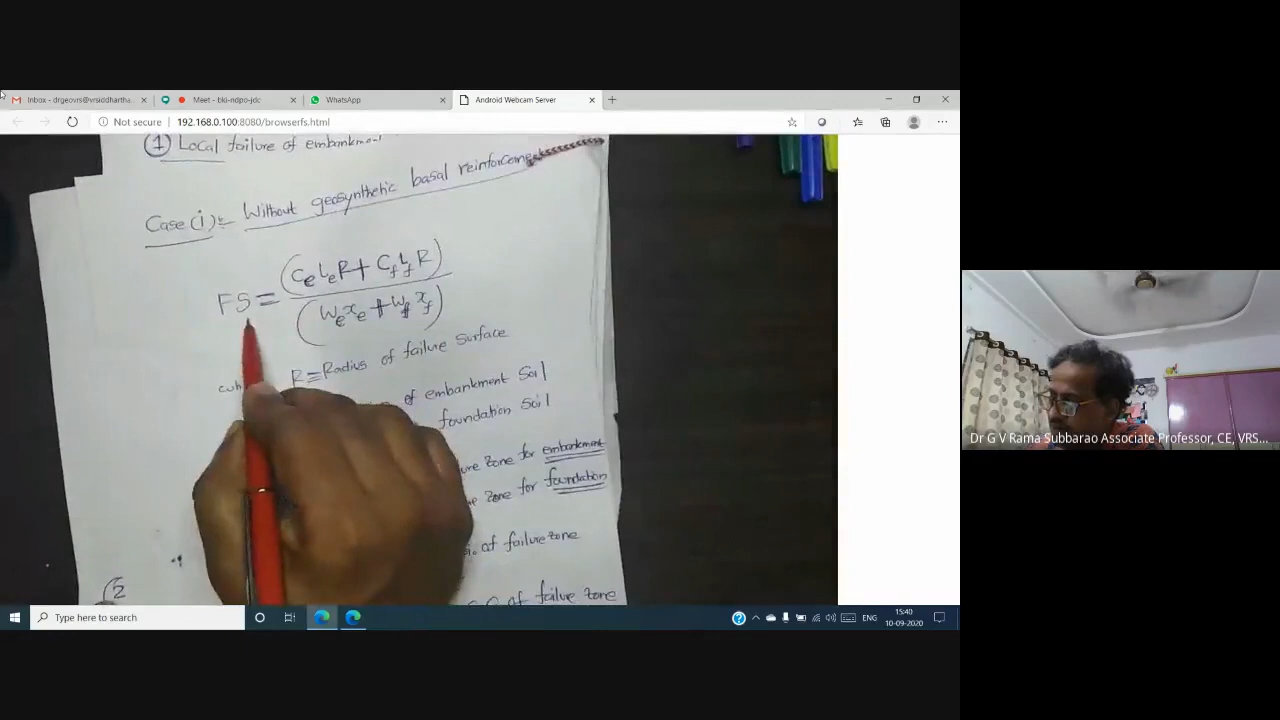 Inbox - drgeovrs@vrsiddhartha.
Meet - bki-ndpo-jdc
WhatsApp
Android Webcam Server
Not secure 192.168.0.100:8080/browserfs.html
(1) Local failure of embankment
Case (i):- Without geosynthetic basal reinforcement
FS = (CeLeR + CfLfR) / (Wexe + Wfxf)
R = Radius of failure surface
of embankment Soil
foundation Soil
zone for embankment
zone for foundation
of failure zone
of failure zone
2
Type here to search
ENG
15:40
10-09-2020
Dr G V Rama Subbarao Associate Professor, CE, VRS...